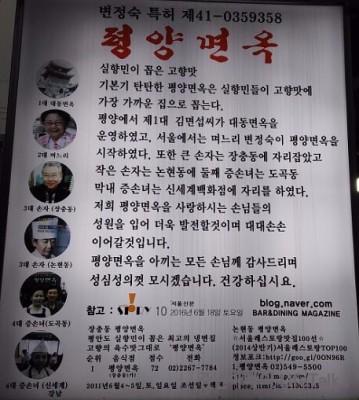 변정숙 특허 제41-0359358
평양면옥
실향민이 꼽은 고향맛
기본기 탄탄한 평양면옥은 실향민들이 고향맛에
가장 가까운 집으로 꼽는다.
평양에서 제1대 김면섭씨가 대동면옥을
운영하였고, 서울에서는 며느리 변정숙이 평양면옥을
시작하였다. 또한 큰 손자는 장충동에 자리잡았고
작은 손자는 논현동에 둘째 증손녀는 도곡동
막내 증손녀은 신세계백화점에 자리를 하였다.
저희 평양면옥을 사랑하시는 손님들의
성원을 입어 더욱 발전할것이며 대대손손
이어갈것입니다.
평양면옥을 아끼는 모든 손님께 감사드리며
성심성의껏 모시겠습니다. 건강하십시요.
1대 대동면옥
2대 며느리
3대 손자 (장충동)
3대 손자 (논현동)
4대 증손녀(도곡동)
4대 증손녀 (신세계)
강남
참고 : 서울신문 10 2016년 6월 18일 토요일
blog.naver.com
BAR&DINING MAGAZINE
장충동 평양면옥
평안도 실향민이 꼽은 최고의 냉면집
고향의 육수맛그대로 '평양면옥'
순위 음식점 점수 전화
1 평양면옥 72 02)2267-7784
2011년6월4~5일,토,일요일 조선일보
논현동 평양면옥
☆서울레스토랑맛집100선☆
(2014상반기)서울레스토랑TOP100
1.평양면옥 02)549-5500